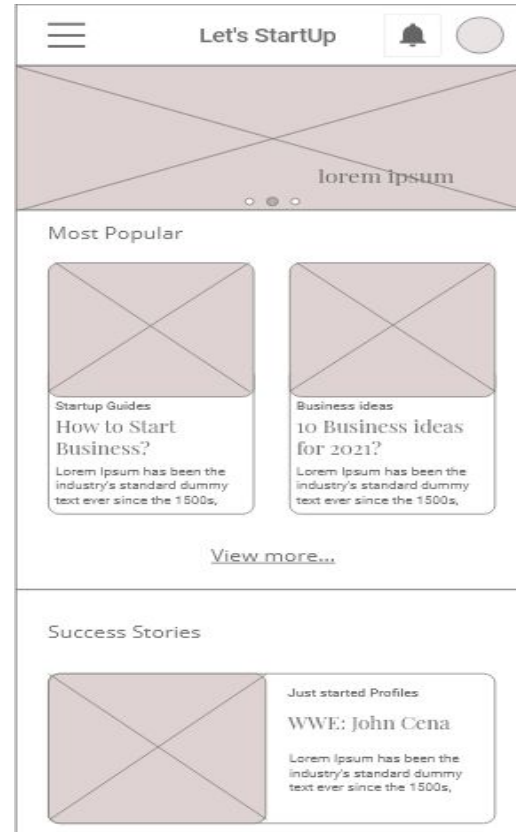 Let's StartUp
lorem ipsum
Most Popular
Startup Guides
How to Start
Business?
Lorem Ipsum has been the
industry's standard dummy
text ever since the 1500s,
Business ideas
10 Business ideas
for 2021?
Lorem Ipsum has been the
industry's standard dummy
text ever since the 1500s,
View more...
Success Stories
Just started Profiles
WWE: John Cena
Lorem Ipsum has been the
industry's standard dummy
text ever since the 1500s,